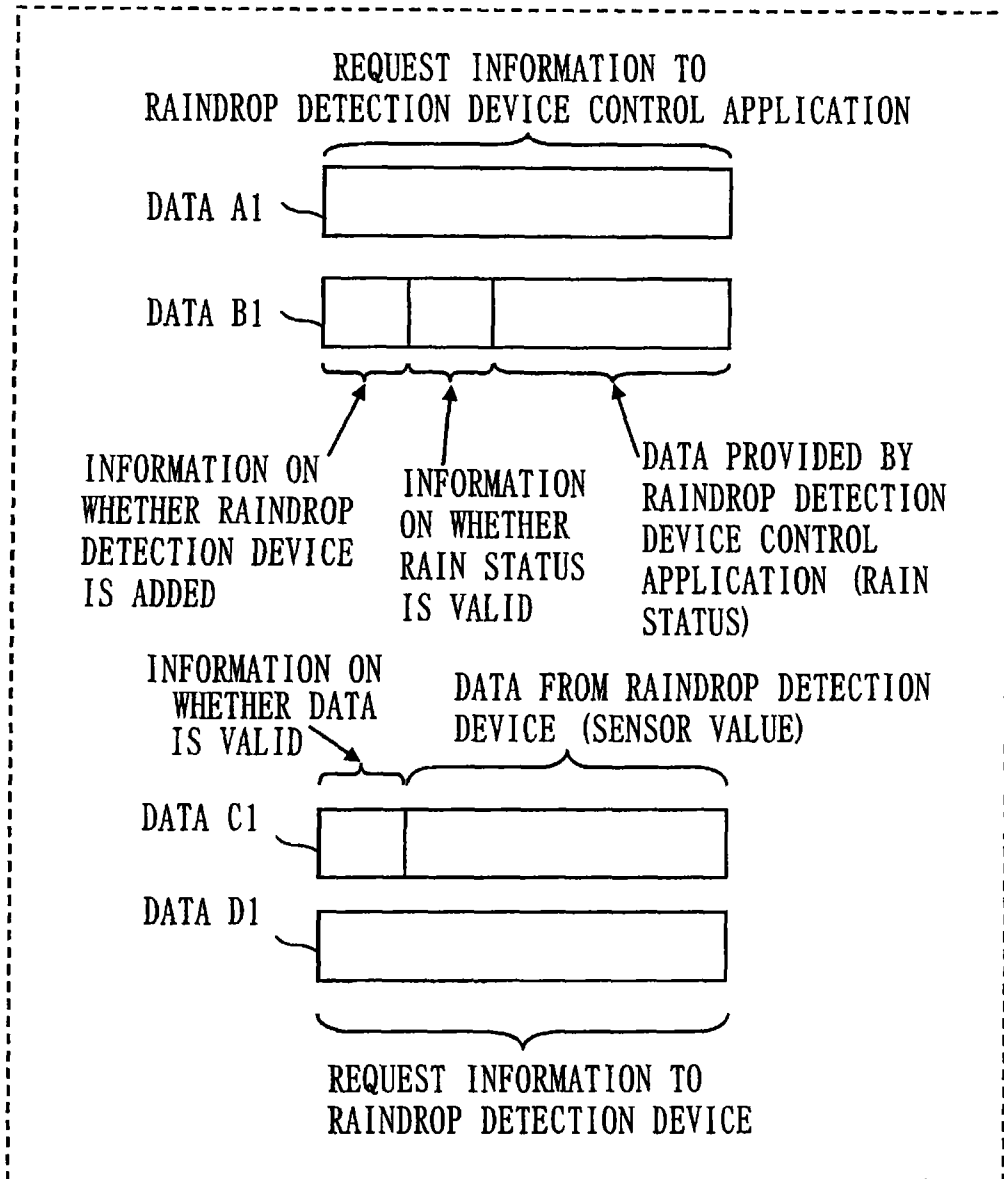 REQUEST INFORMATION TO
RAINDROP DETECTION DEVICE CONTROL APPLICATION
DATA A1
DATA B1
INFORMATION ON
WHETHER RAINDROP
DETECTION DEVICE
IS ADDED
INFORMATION
ON WHETHER
RAIN STATUS
IS VALID
DATA PROVIDED BY
RAINDROP DETECTION
DEVICE CONTROL
APPLICATION (RAIN
STATUS)
INFORMATION ON
WHETHER DATA
IS VALID
DATA FROM RAINDROP DETECTION
DEVICE (SENSOR VALUE)
DATA C1
DATA D1
REQUEST INFORMATION TO
RAINDROP DETECTION DEVICE